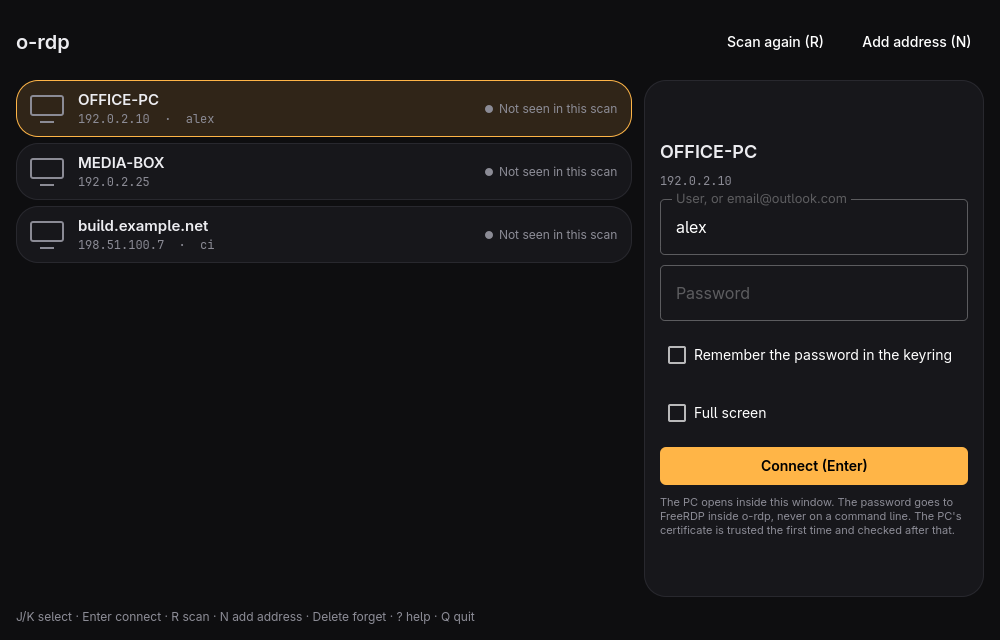 o-rdp
Scan again (R)
Add address (N)
OFFICE-PC
192.0.2.10 · alex
Not seen in this scan
MEDIA-BOX
192.0.2.25
Not seen in this scan
build.example.net
198.51.100.7 · ci
Not seen in this scan
OFFICE-PC
192.0.2.10
User, or email@outlook.com
alex
Password
Remember the password in the keyring
Full screen
Connect (Enter)
The PC opens inside this window. The password goes to
FreeRDP inside o-rdp, never on a command line. The PC's
certificate is trusted the first time and checked after that.
J/K select · Enter connect · R scan · N add address · Delete forget · ? help · Q quit